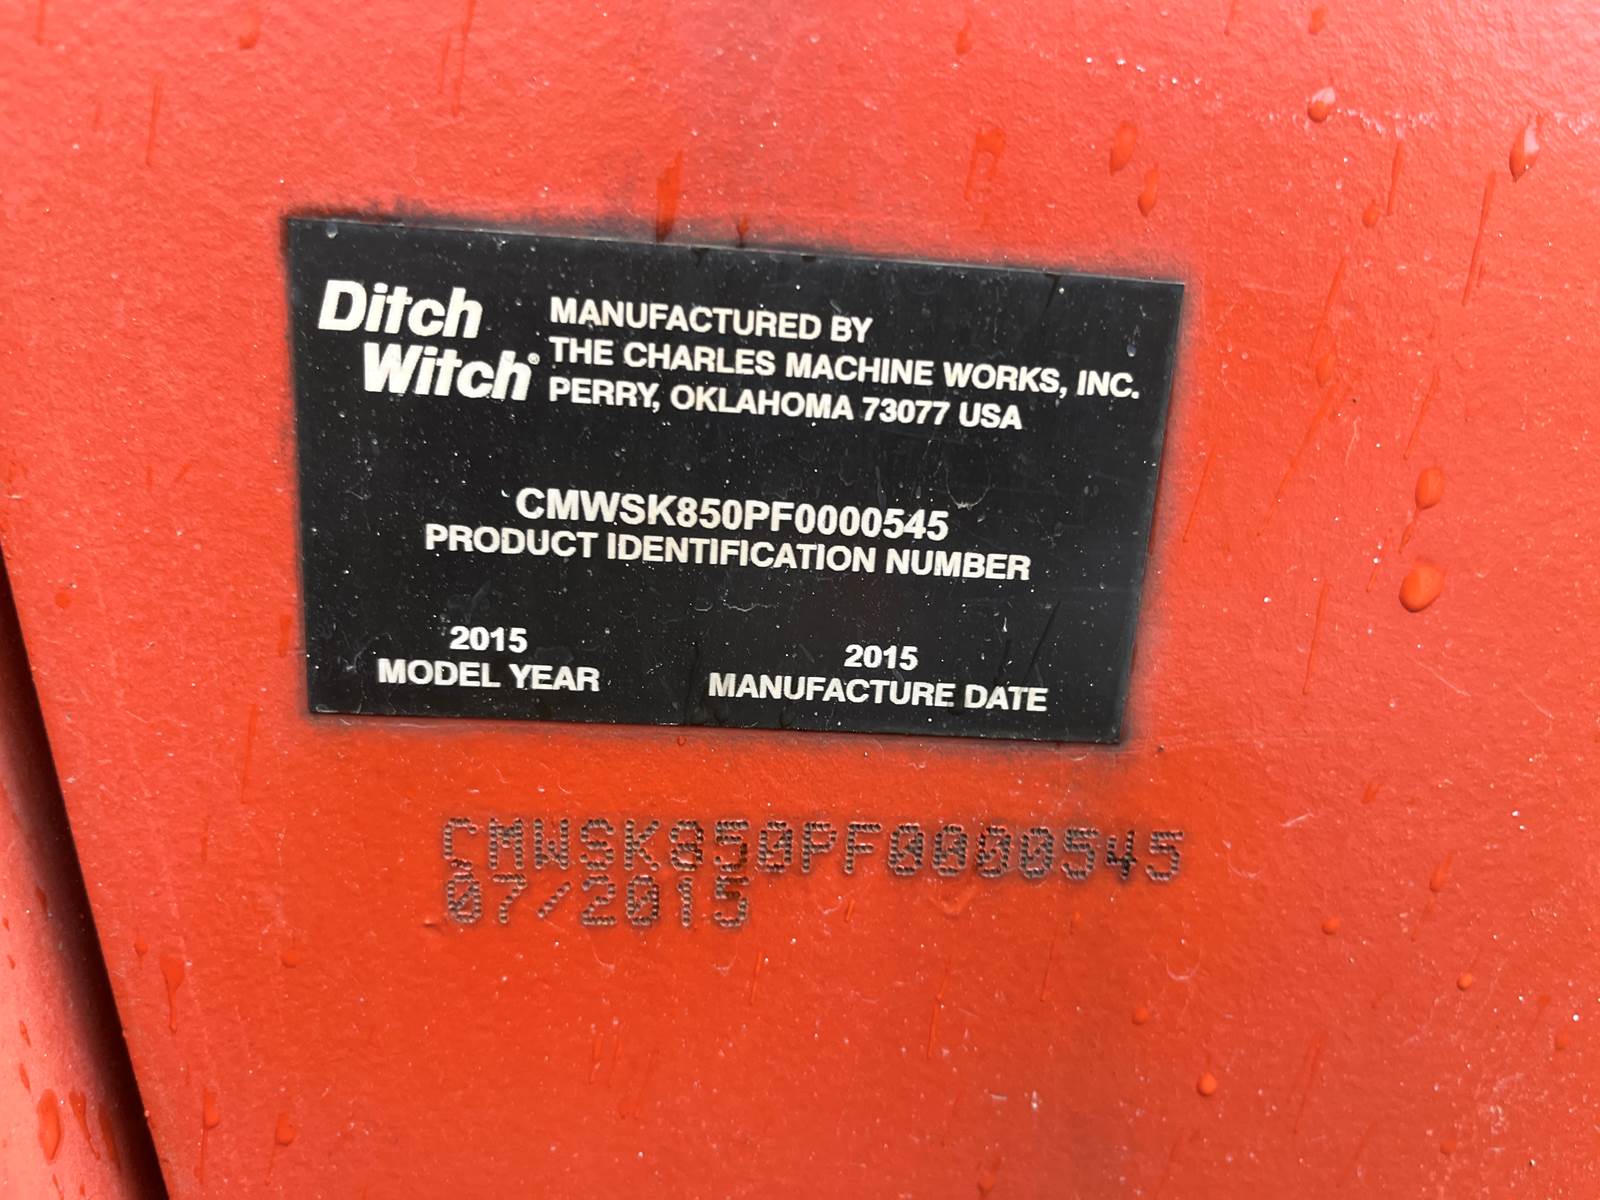 Ditch Witch®
MANUFACTURED BY
THE CHARLES MACHINE WORKS, INC.
PERRY, OKLAHOMA 73077 USA
CMWSK850PF0000545
PRODUCT IDENTIFICATION NUMBER
2015
MODEL YEAR
2015
MANUFACTURE DATE
CMWSK850PF0000545
07/2015